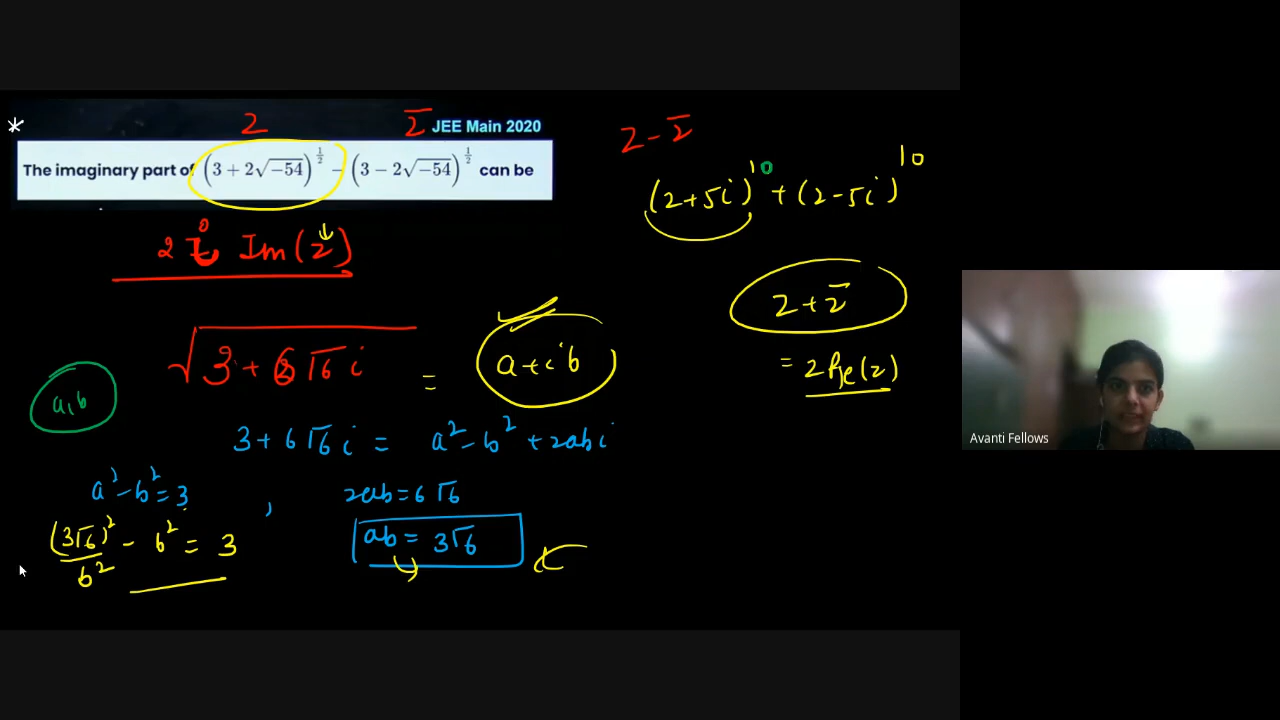 *
z
z̄
JEE Main 2020
The imaginary part of (3 + 2√−54)^{1/2} − (3 − 2√−54)^{1/2} can be
2 i Im(z)
√(3 + 6√6 i) = a+ib
a,b
3 + 6√6 i = a² − b² + 2abi
a² − b² = 3 , 2ab = 6√6
(3√6)²/b² − b² = 3
ab = 3√6
z − z̄
(2+5i)^{10} + (2−5i)^{10}
z + z̄
= 2Re(z)
Avanti Fellows